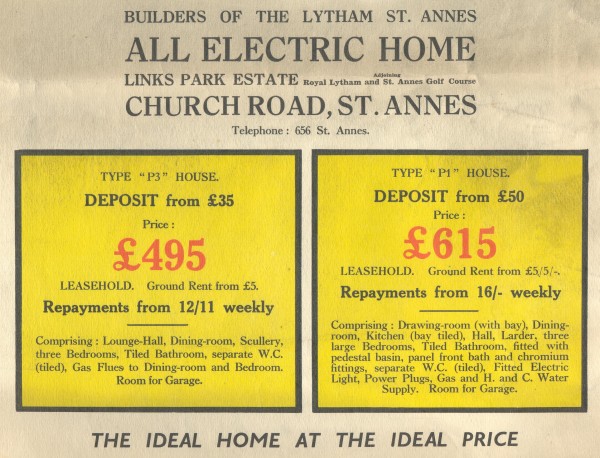 BUILDERS OF THE LYTHAM ST. ANNES
ALL ELECTRIC HOME
LINKS PARK ESTATE Adjoining Royal Lytham and St. Annes Golf Course
CHURCH ROAD, ST. ANNES
Telephone : 656 St. Annes.
TYPE "P3" HOUSE.
DEPOSIT from £35
Price :
£495
LEASEHOLD. Ground Rent from £5.
Repayments from 12/11 weekly
Comprising : Lounge-Hall, Dining-room, Scullery,
three Bedrooms, Tiled Bathroom, separate W.C.
(tiled), Gas Flues to Dining-room and Bedroom.
Room for Garage.
TYPE "P1" HOUSE.
DEPOSIT from £50
Price :
£615
LEASEHOLD. Ground Rent from £5/5/-.
Repayments from 16/- weekly
Comprising : Drawing-room (with bay), Dining-
room, Kitchen (bay tiled), Hall, Larder, three
large Bedrooms, Tiled Bathroom, fitted with
pedestal basin, panel front bath and chromium
fittings, separate W.C. (tiled), Fitted Electric
Light, Power Plugs, Gas and H. and C. Water
Supply. Room for Garage.
THE IDEAL HOME AT THE IDEAL PRICE